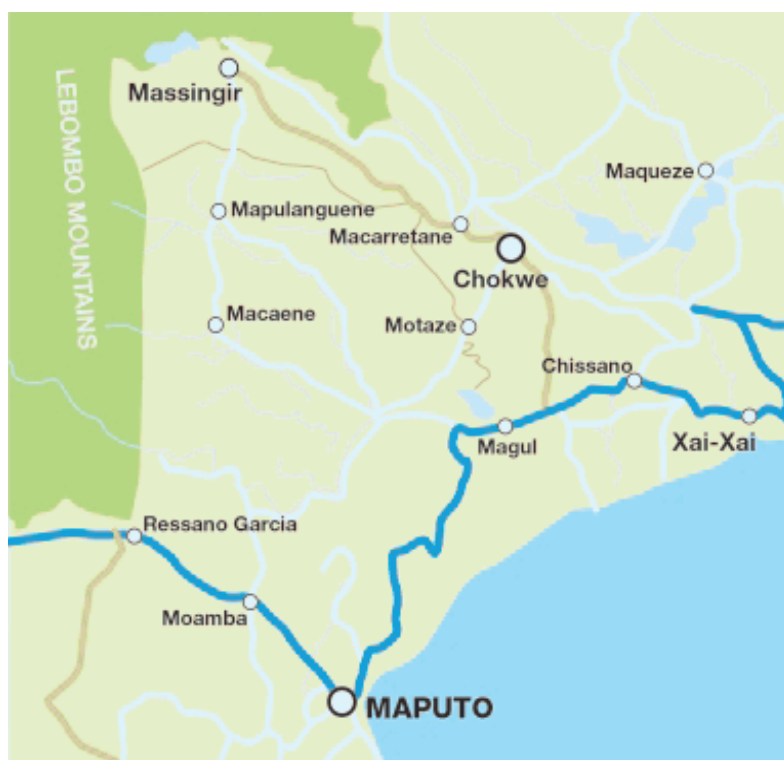 LEBOMBO MOUNTAINS
Massingir
Maqueze
Mapulanguene
Macarretane
Chokwe
Macaene
Motaze
Chissano
Magul
Xai-Xai
Ressano Garcia
Moamba
MAPUTO